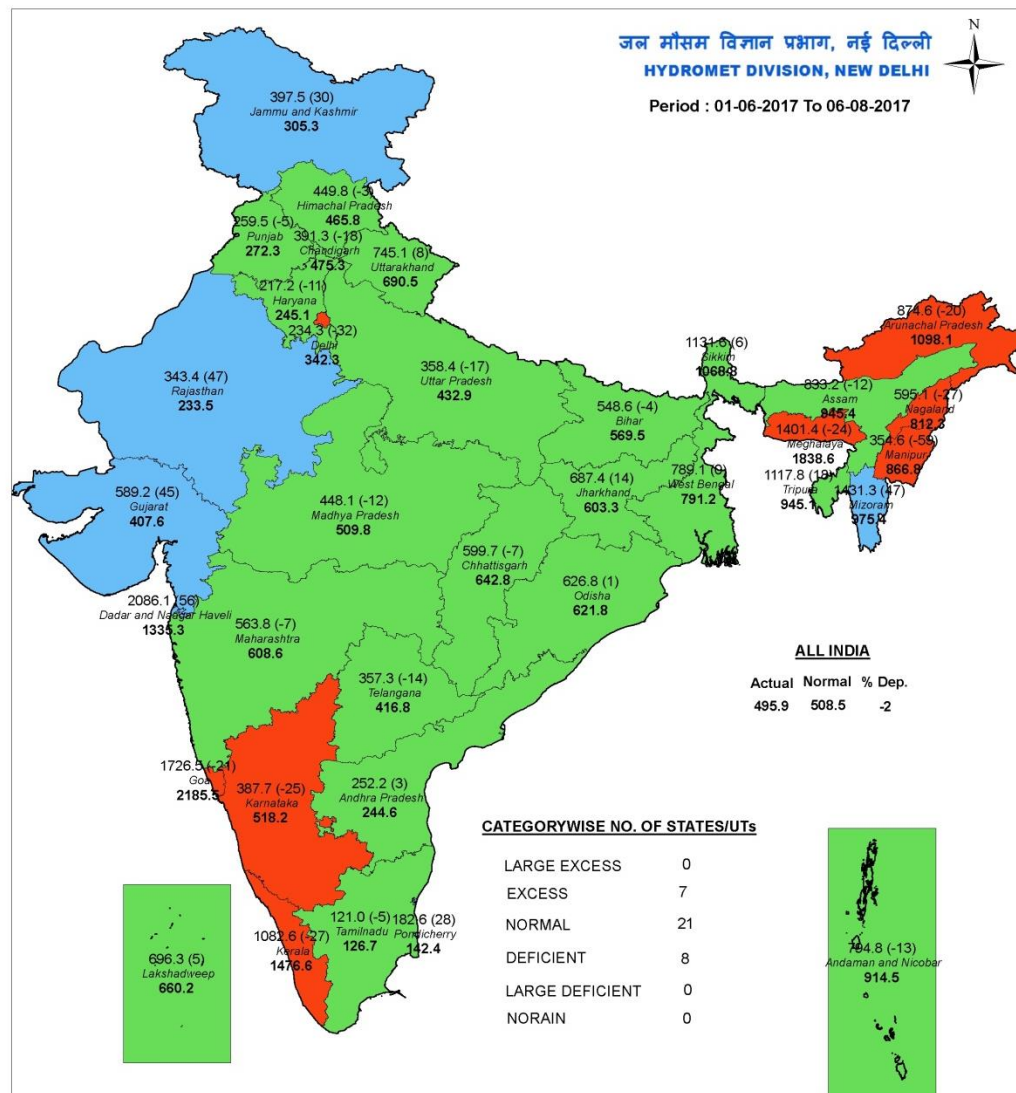 जल मौसम विज्ञान प्रभाग, नई दिल्ली
HYDROMET DIVISION, NEW DELHI
N
Period : 01-06-2017 To 06-08-2017
397.5 (30)
Jammu and Kashmir
305.3
449.8 (-3)
Himachal Pradesh
465.8
259.5 (-5)
Punjab
272.3
391.3 (-18)
Chandigarh
475.3
745.1 (8)
Uttarakhand
690.5
217.2 (-11)
Haryana
245.1
234.3 (-32)
Delhi
342.3
343.4 (47)
Rajasthan
233.5
358.4 (-17)
Uttar Pradesh
432.9
548.6 (-4)
Bihar
569.5
1131.6 (6)
Sikkim
1068.8
874.6 (-20)
Arunachal Pradesh
1098.1
833.2 (-12)
Assam
945.4
595.1 (-27)
Nagaland
812.3
1401.4 (-24)
Meghalaya
1838.6
354.6 (-59)
Manipur
866.8
1117.8 (18)
Tripura
945.1
1431.3 (47)
Mizoram
975.4
589.2 (45)
Gujarat
407.6
448.1 (-12)
Madhya Pradesh
509.8
687.4 (14)
Jharkhand
603.3
789.1 (0)
West Bengal
791.2
599.7 (-7)
Chhattisgarh
642.8
626.8 (1)
Odisha
621.8
2086.1 (56)
Dadar and Nagar Haveli
1335.3
563.8 (-7)
Maharashtra
608.6
357.3 (-14)
Telangana
416.8
ALL INDIA
Actual Normal % Dep.
495.9 508.5 -2
1726.5 (-21)
Goa
2185.5
387.7 (-25)
Karnataka
518.2
252.2 (3)
Andhra Pradesh
244.6
CATEGORYWISE NO. OF STATES/UTs
LARGE EXCESS 0
EXCESS 7
NORMAL 21
DEFICIENT 8
LARGE DEFICIENT 0
NORAIN 0
696.3 (5)
Lakshadweep
660.2
1082.6 (-27)
Kerala
1476.6
121.0 (-5)
Tamilnadu
126.7
182.6 (28)
Pondicherry
142.4
794.8 (-13)
Andaman and Nicobar
914.5